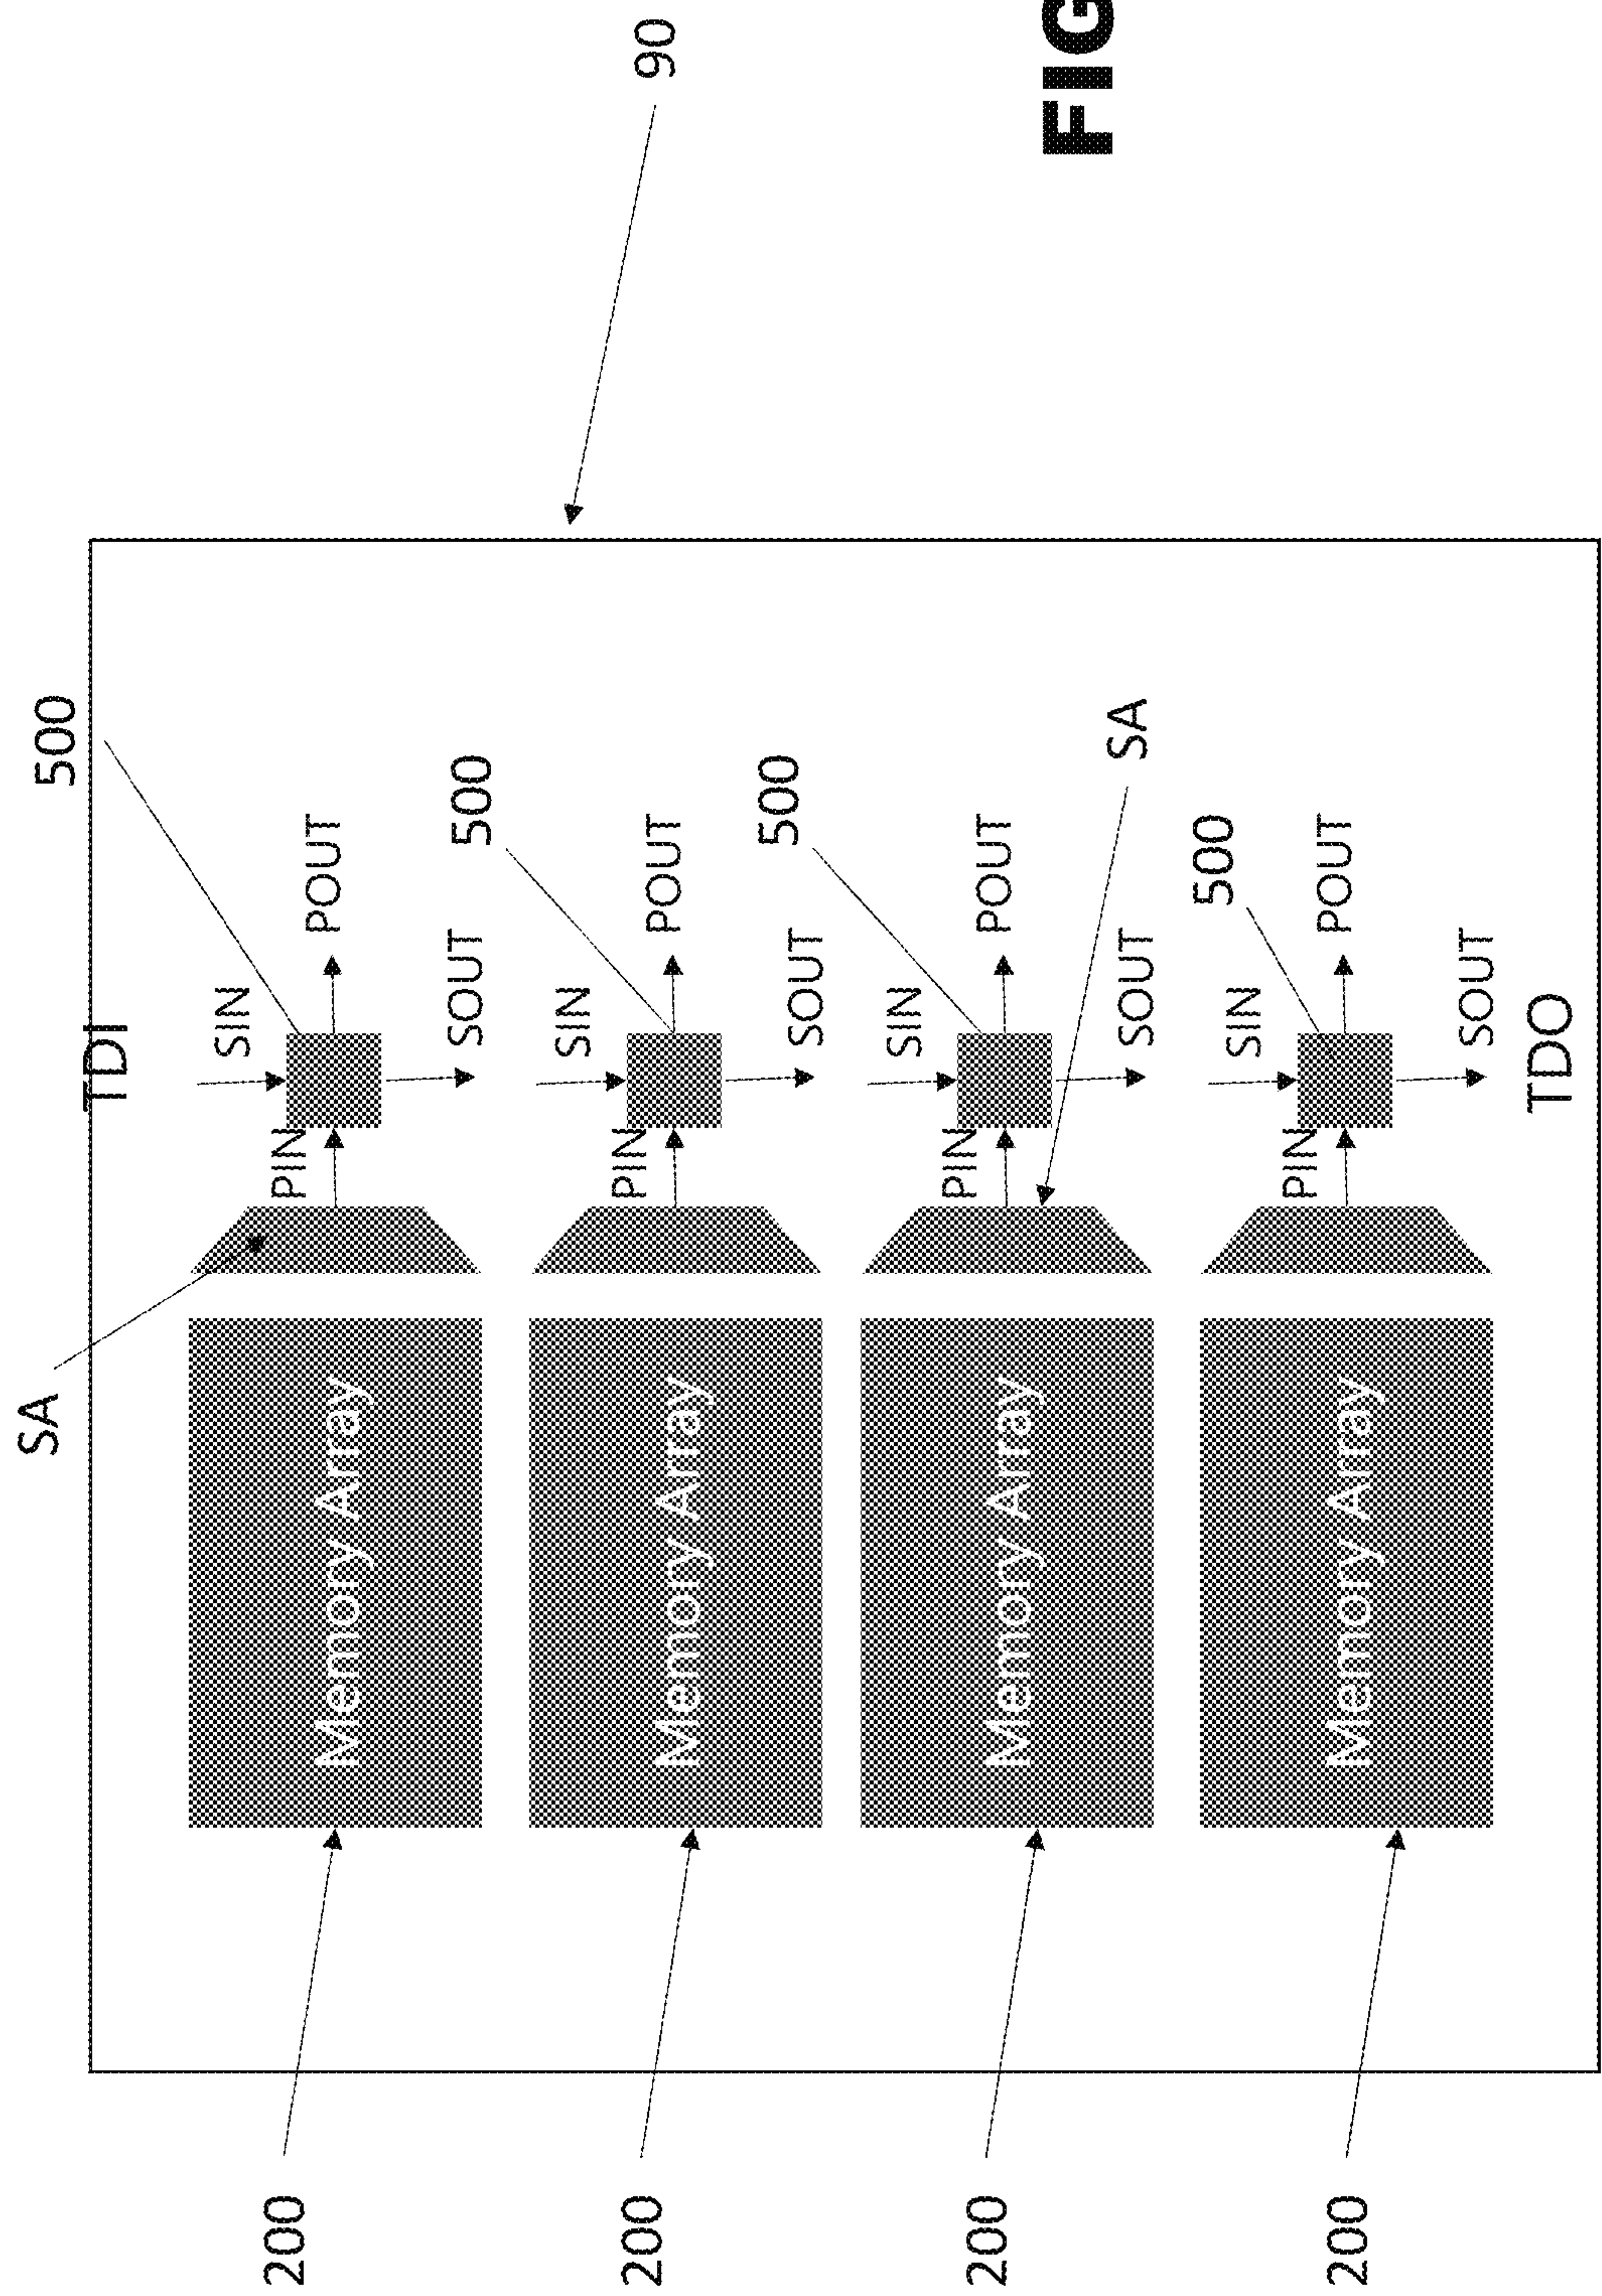 SA
500
TDI
SIN
200
PIN
Memory Array
POUT
500
SOUT
SIN
90
200
PIN
Memory Array
POUT
500
SOUT
SIN
200
PIN
Memory Array
POUT
FIG
SA
SOUT
500
SIN
200
PIN
Memory Array
POUT
SOUT
TDO